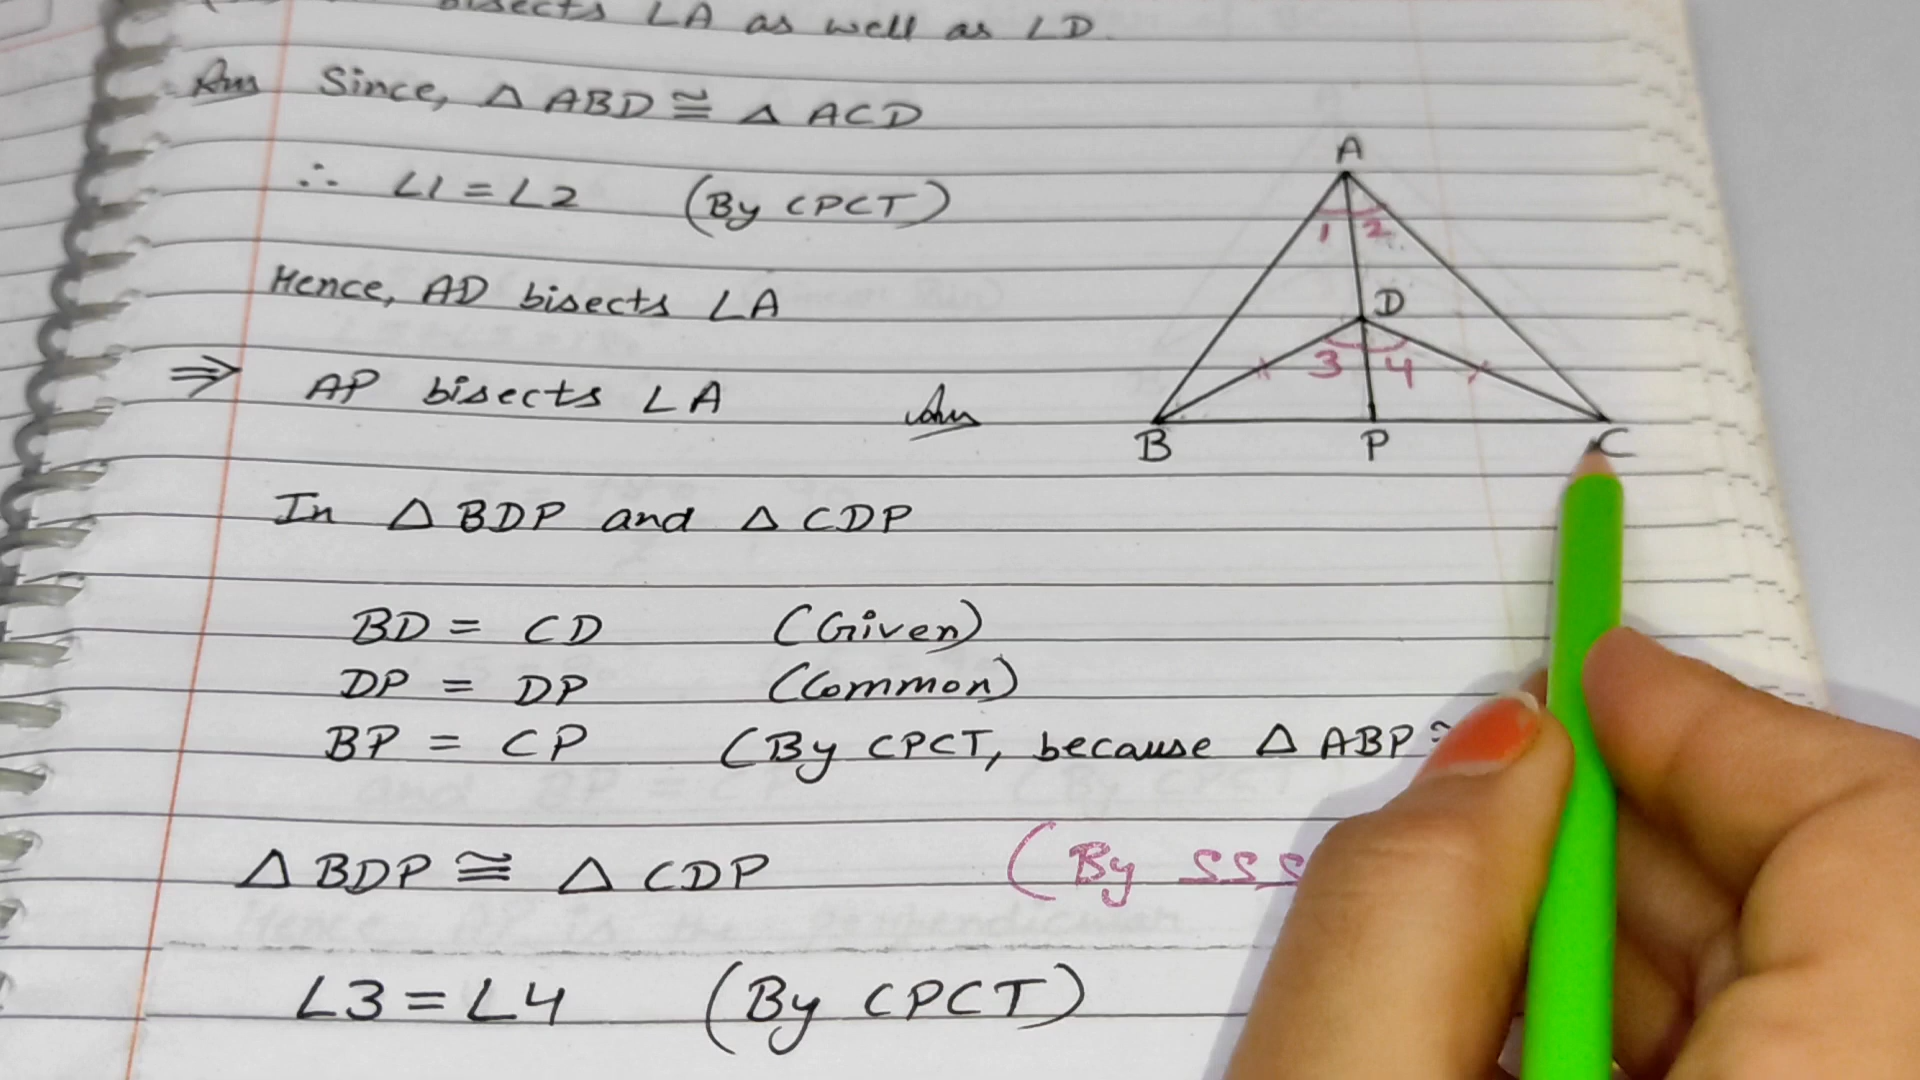 bisects ∠A as well as ∠D.
Ans Since, △ABD ≅ △ACD
∴ ∠1 = ∠2 (By CPCT)
Hence, AD bisects ∠A
⇒ AP bisects ∠A Ans
In △BDP and △CDP
BD = CD (Given)
DP = DP (Common)
BP = CP (By CPCT, because △ABP ≅
△BDP ≅ △CDP (By SSS
∠3 = ∠4 (By CPCT)
A
1 2
D
3 4
B P C